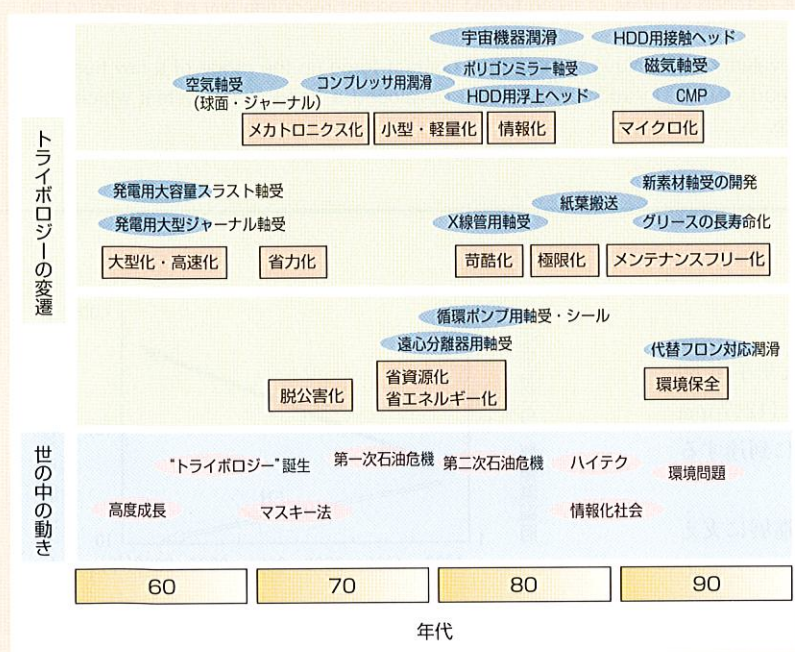 トライボロジーの変遷
宇宙機器潤滑
HDD用接触ヘッド
空気軸受
(球面・ジャーナル)
コンプレッサ用潤滑
ポリゴンミラー軸受
磁気軸受
HDD用浮上ヘッド
CMP
メカトロニクス化
小型・軽量化
情報化
マイクロ化
発電用大容量スラスト軸受
新素材軸受の開発
紙葉搬送
発電用大型ジャーナル軸受
X線管用軸受
グリースの長寿命化
大型化・高速化
省力化
苛酷化
極限化
メンテナンスフリー化
循環ポンプ用軸受・シール
遠心分離器用軸受
代替フロン対応潤滑
脱公害化
省資源化
省エネルギー化
環境保全
世の中の動き
"トライボロジー"誕生
第一次石油危機
第二次石油危機
ハイテク
環境問題
高度成長
マスキー法
情報化社会
60
70
80
90
年代